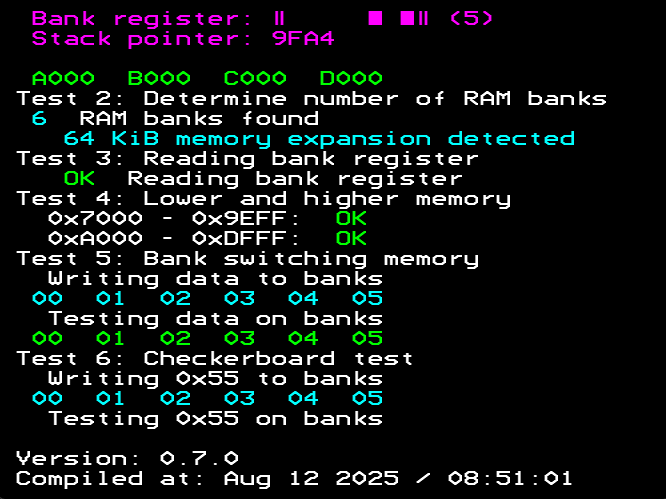 Bank register: ‖ ■ ■‖ (5)
Stack pointer: 9FA4
A000 B000 C000 D000
Test 2: Determine number of RAM banks
6 RAM banks found
64 KiB memory expansion detected
Test 3: Reading bank register
OK Reading bank register
Test 4: Lower and higher memory
0x7000 - 0x9EFF: OK
0xA000 - 0xDFFF: OK
Test 5: Bank switching memory
Writing data to banks
00 01 02 03 04 05
Testing data on banks
00 01 02 03 04 05
Test 6: Checkerboard test
Writing 0x55 to banks
00 01 02 03 04 05
Testing 0x55 on banks
Version: 0.7.0
Compiled at: Aug 12 2025 / 08:51:01